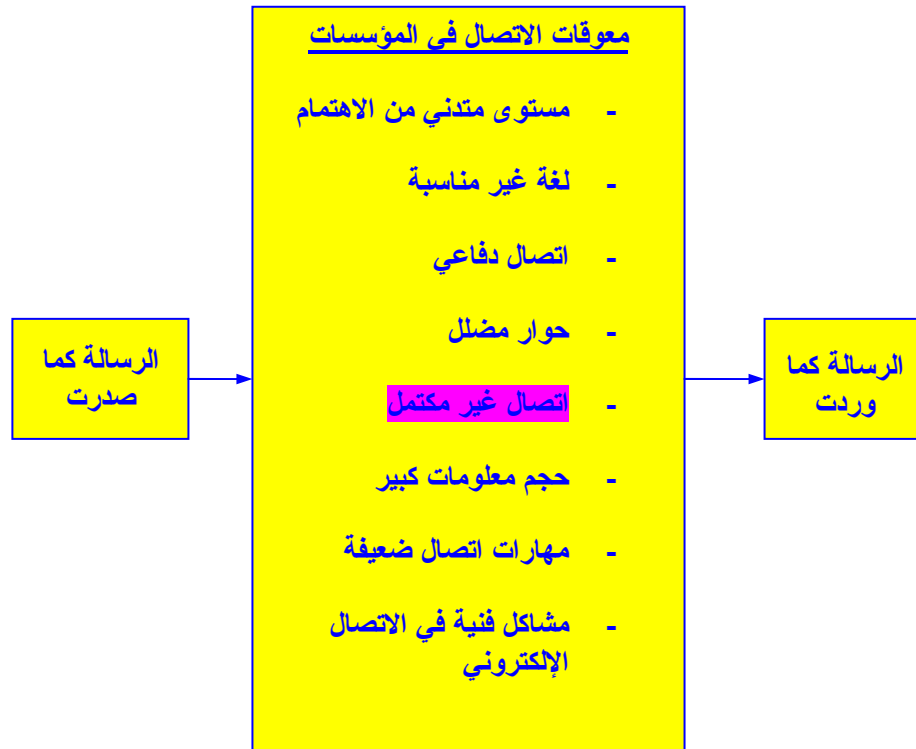 معوقات الاتصال في المؤسسات
- مستوى متدني من الاهتمام
- لغة غير مناسبة
- اتصال دفاعي
- حوار مضلل
- اتصال غير مكتمل
- حجم معلومات كبير
- مهارات اتصال ضعيفة
- مشاكل فنية في الاتصال
الإلكتروني
الرسالة كما
وردت
الرسالة كما
صدرت